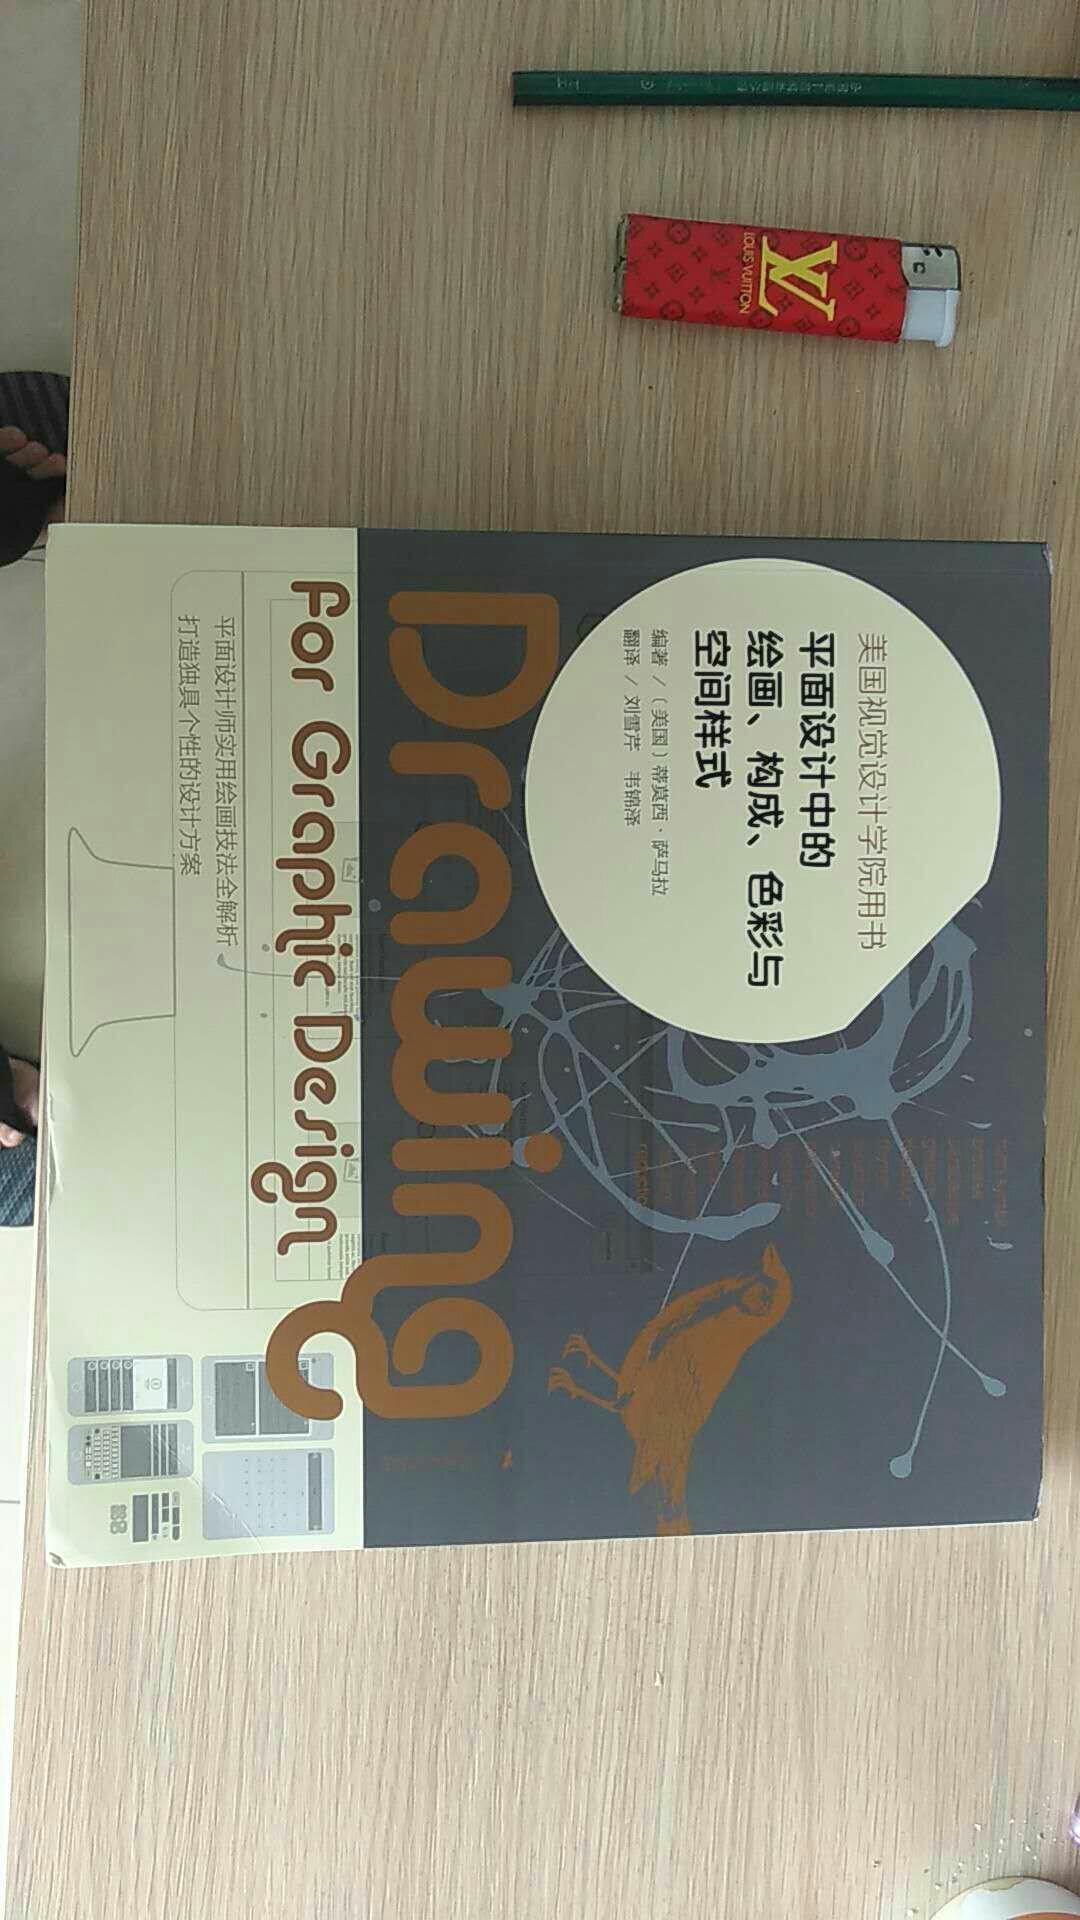 美国视觉设计学院用书
平面设计中的
绘画、构成、色彩与
空间样式
编著 / （美国）蒂莫西·萨马拉
翻译 / 刘雪芹 韦锦泽
Drawing
For Graphic Design
平面设计师实用绘画技法全解析
打造独具个性的设计方案
LV
LOUIS VUITTON